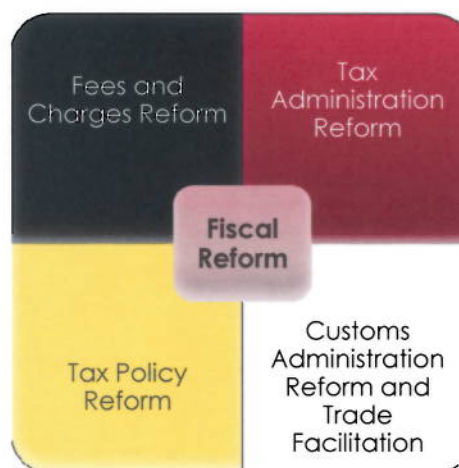 Fees and
Charges Reform
Tax
Administration
Reform
Fiscal
Reform
Tax Policy
Reform
Customs
Administration
Reform and
Trade
Facilitation